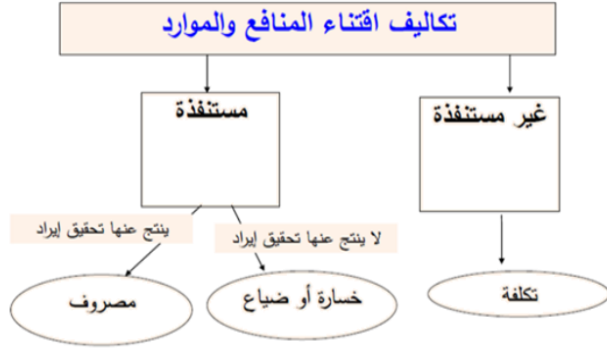 تكاليف اقتناء المنافع والموارد
غير مستنفذة
مستنفذة
لا ينتج عنها تحقيق إيراد
ينتج عنها تحقيق إيراد
تكلفة
خسارة أو ضياع
مصروف